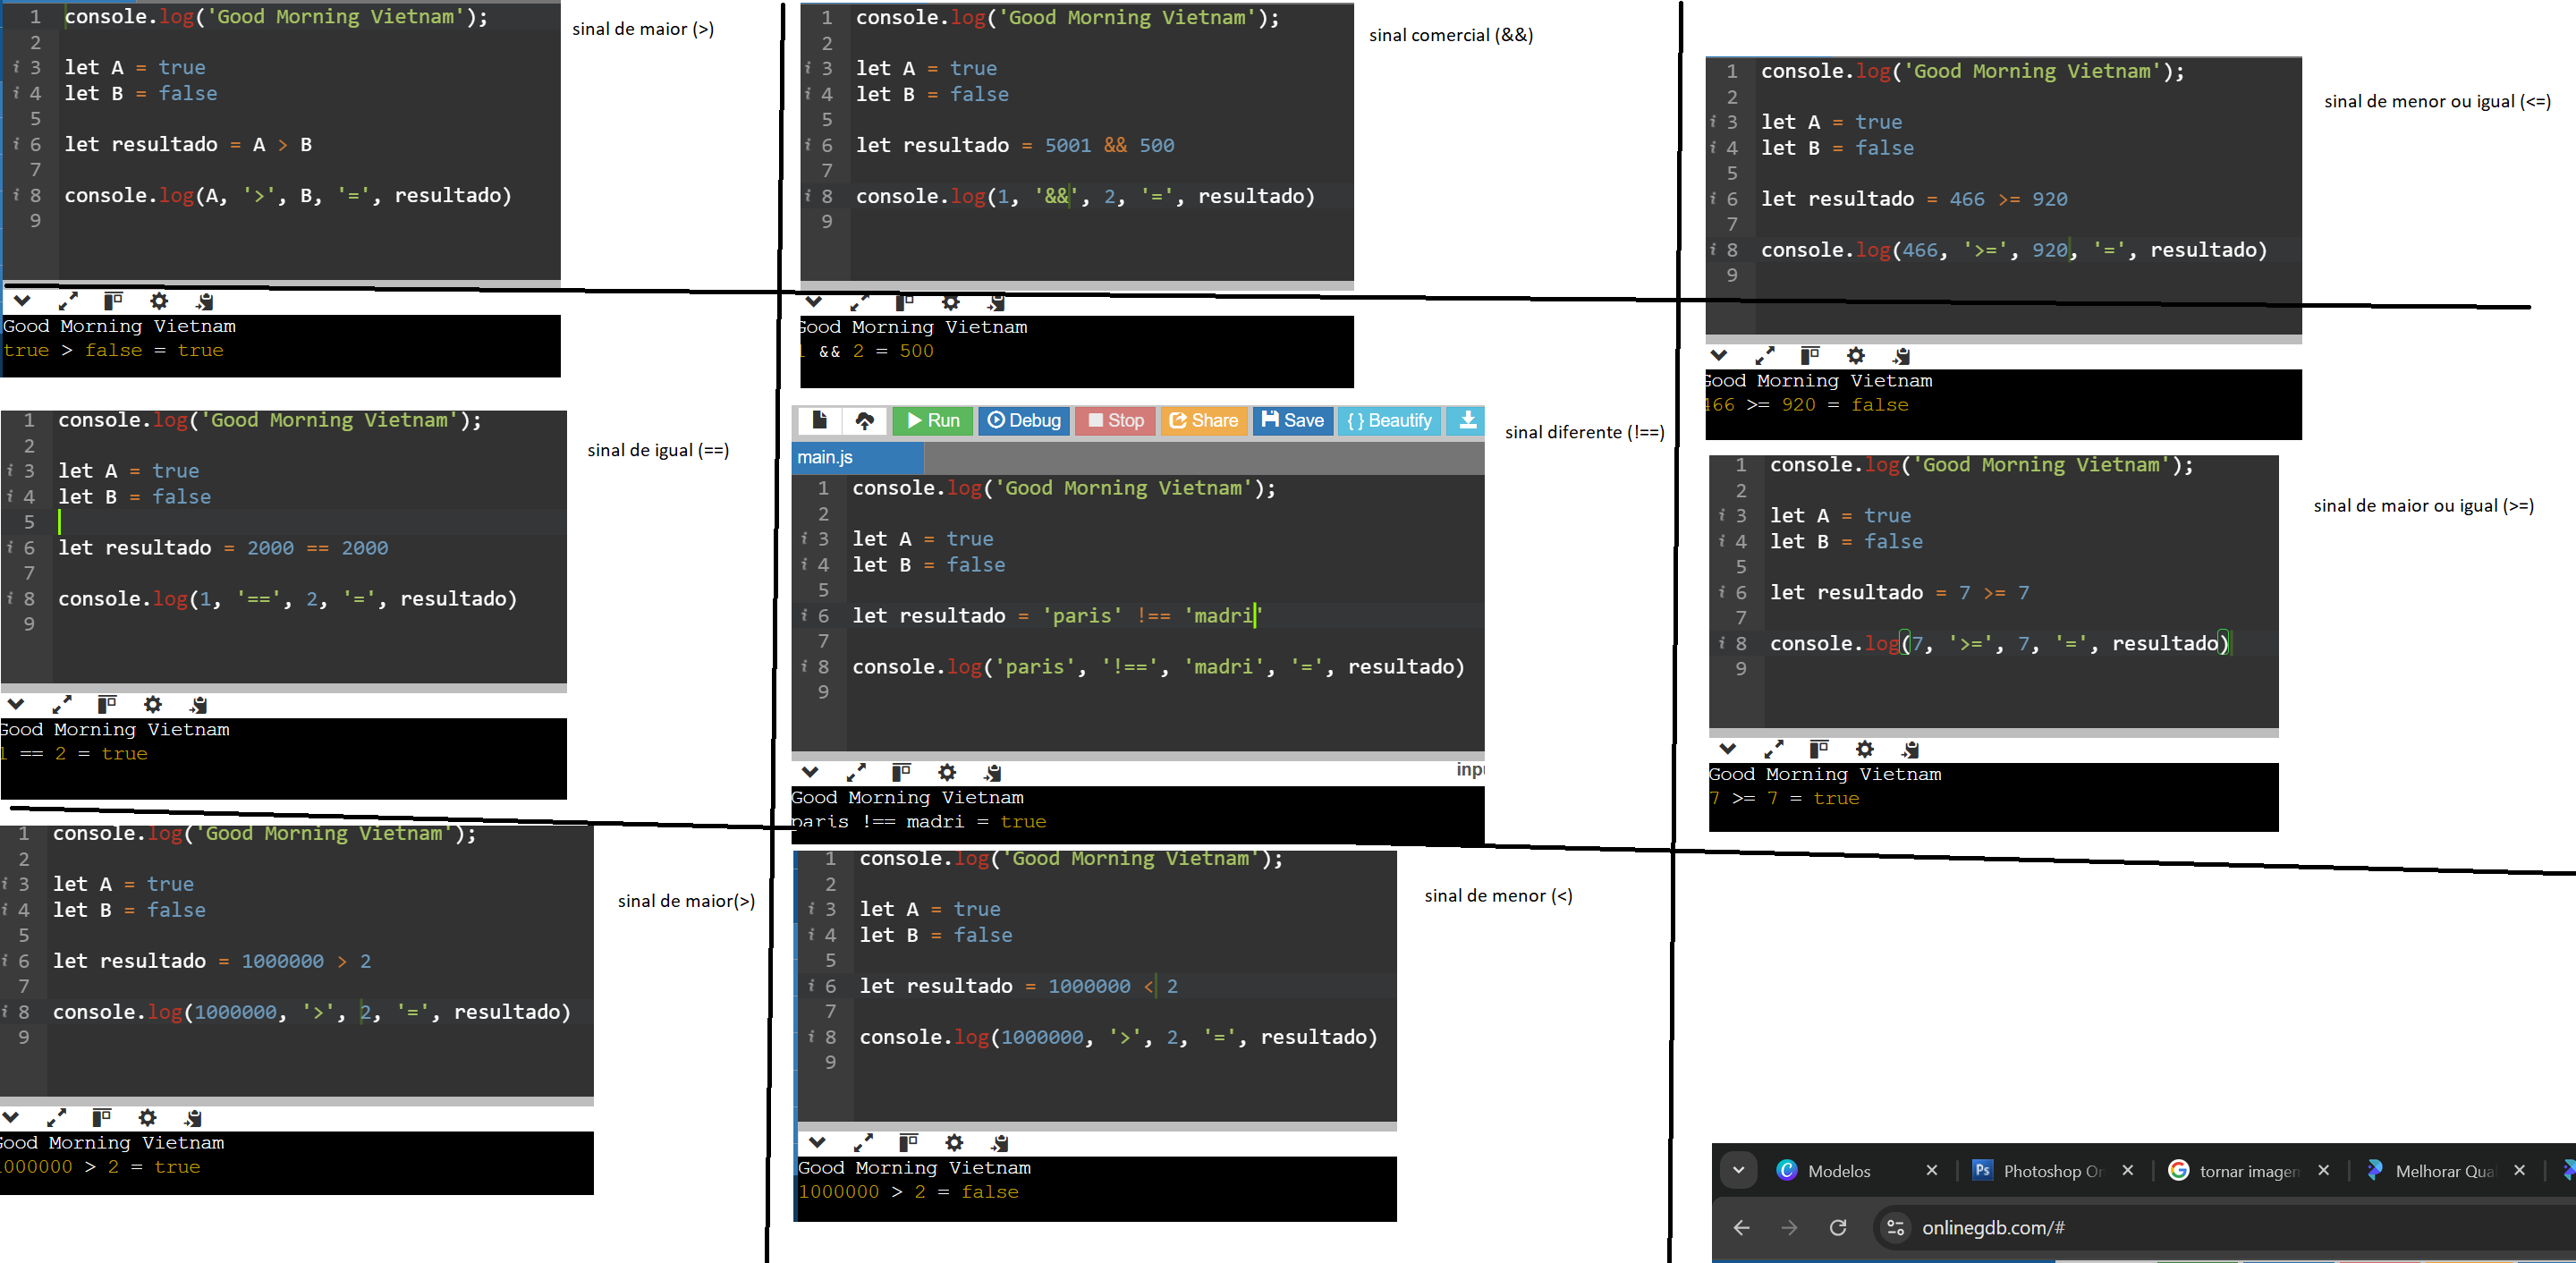 1 console.log('Good Morning Vietnam');
2
3 let A = true
4 let B = false
5
6 let resultado = A > B
7
8 console.log(A, '>', B, '=', resultado)
9
sinal de maior (>)
Good Morning Vietnam
true > false = true
1 console.log('Good Morning Vietnam');
2
3 let A = true
4 let B = false
5
6 let resultado = 5001 && 500
7
8 console.log(1, '&&', 2, '=', resultado)
9
sinal comercial (&&)
Good Morning Vietnam
1 && 2 = 500
1 console.log('Good Morning Vietnam');
2
3 let A = true
4 let B = false
5
6 let resultado = 466 >= 920
7
8 console.log(466, '>=', 920, '=', resultado)
9
sinal de menor ou igual (<=)
Good Morning Vietnam
466 >= 920 = false
1 console.log('Good Morning Vietnam');
2
3 let A = true
4 let B = false
5
6 let resultado = 2000 == 2000
7
8 console.log(1, '==', 2, '=', resultado)
9
sinal de igual (==)
Good Morning Vietnam
1 == 2 = true
Run Debug Stop Share Save { } Beautify
main.js
1 console.log('Good Morning Vietnam');
2
3 let A = true
4 let B = false
5
6 let resultado = 'paris' !== 'madri'
7
8 console.log('paris', '!==', 'madri', '=', resultado)
9
sinal diferente (!==)
inpu
Good Morning Vietnam
paris !== madri = true
1 console.log('Good Morning Vietnam');
2
3 let A = true
4 let B = false
5
6 let resultado = 7 >= 7
7
8 console.log(7, '>=', 7, '=', resultado)
9
sinal de maior ou igual (>=)
Good Morning Vietnam
7 >= 7 = true
1 console.log('Good Morning Vietnam');
2
3 let A = true
4 let B = false
5
6 let resultado = 1000000 > 2
7
8 console.log(1000000, '>', 2, '=', resultado)
9
sinal de maior(>)
Good Morning Vietnam
1000000 > 2 = true
1 console.log('Good Morning Vietnam');
2
3 let A = true
4 let B = false
5
6 let resultado = 1000000 < 2
7
8 console.log(1000000, '>', 2, '=', resultado)
9
sinal de menor (<)
Good Morning Vietnam
1000000 > 2 = false
Modelos
Ps Photoshop On
tornar imagem
Melhorar Qua
onlinegdb.com/#